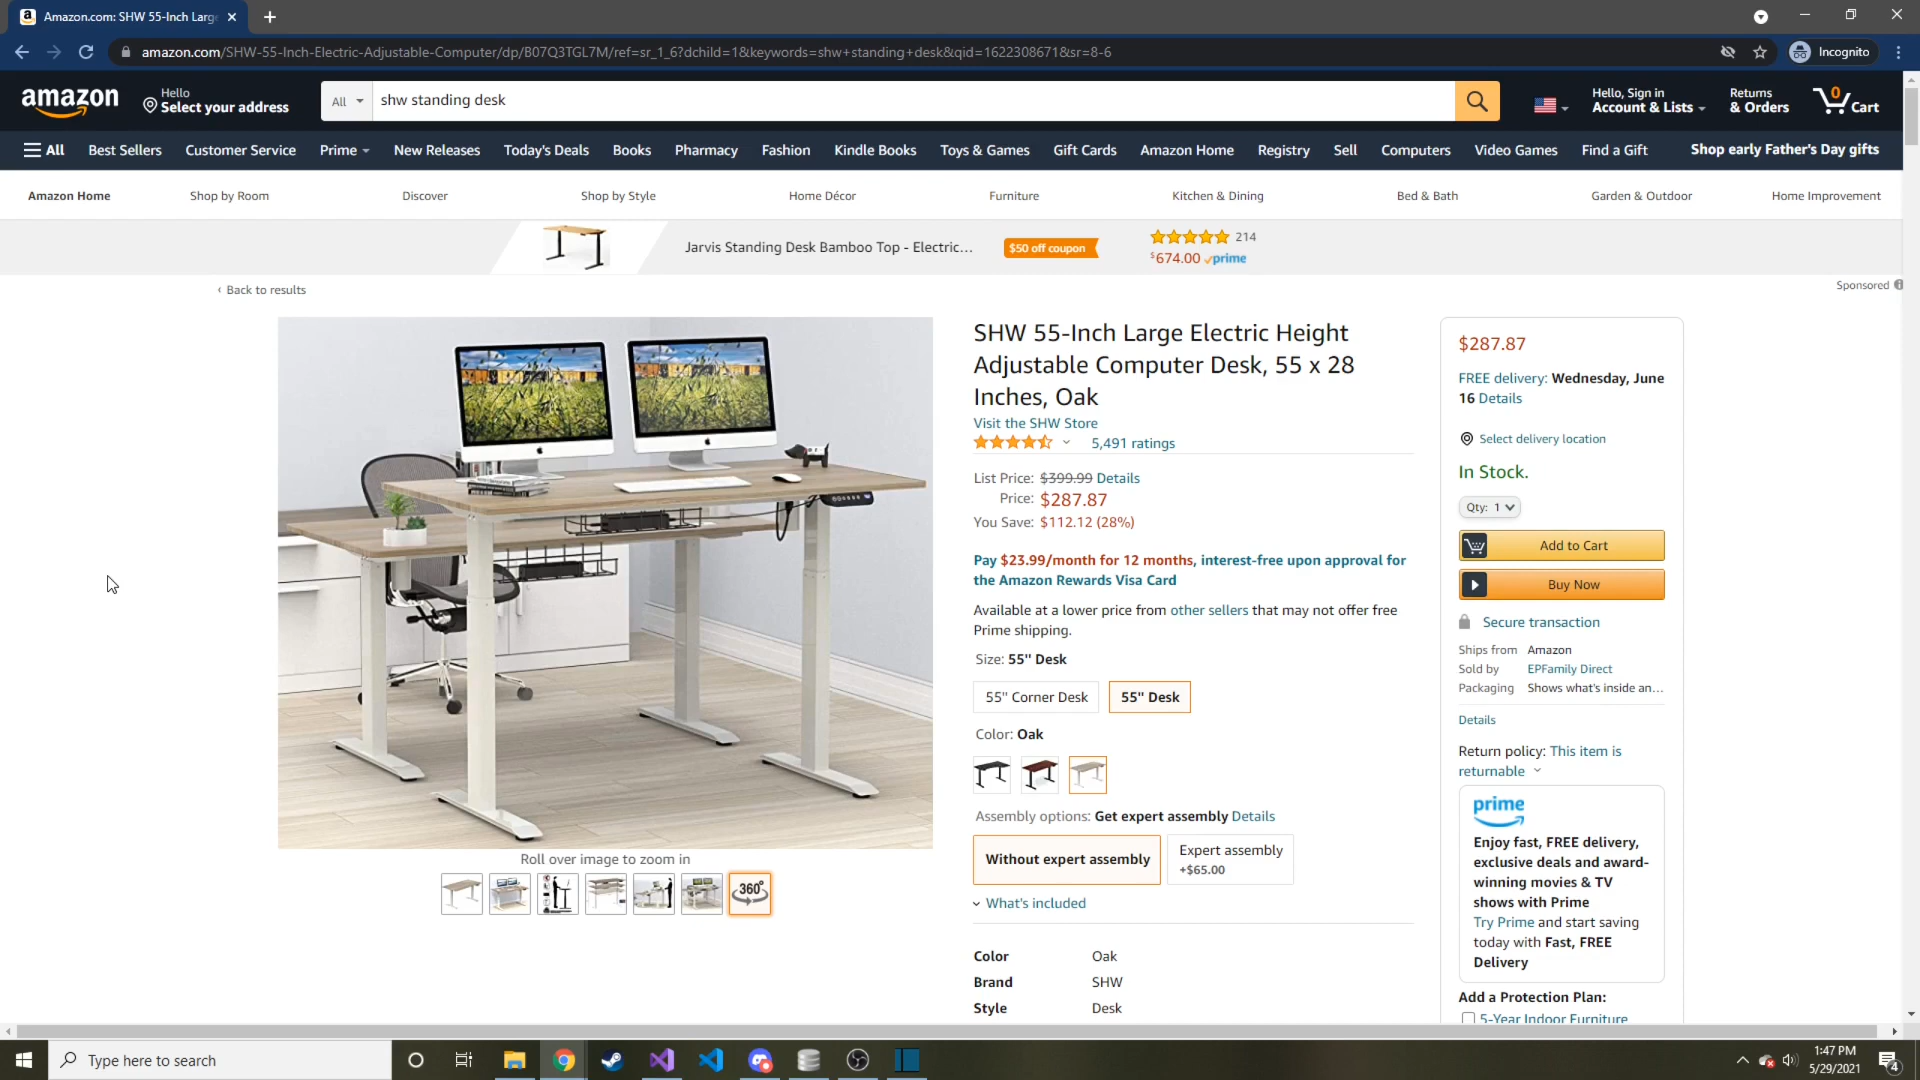 Amazon.com: SHW 55-Inch Larg
amazon.com/SHW-55-Inch-Electric-Adjustable-Computer/dp/B07Q3TGL7M/ref=sr_1_6?dchild=1&keywords=shw+standing+desk&qid=1622308671&sr=8-6
Incognito
amazon
Hello
Select your address
All
shw standing desk
Hello, Sign in
Account & Lists
Returns
& Orders
0
Cart
All
Best Sellers
Customer Service
Prime
New Releases
Today's Deals
Books
Pharmacy
Fashion
Kindle Books
Toys & Games
Gift Cards
Amazon Home
Registry
Sell
Computers
Video Games
Find a Gift
Shop early Father's Day gifts
Amazon Home
Shop by Room
Discover
Shop by Style
Home Décor
Furniture
Kitchen & Dining
Bed & Bath
Garden & Outdoor
Home Improvement
Jarvis Standing Desk Bamboo Top - Electric...
$50 off coupon
214
$674.00 prime
Sponsored
‹ Back to results
Roll over image to zoom in
360°
SHW 55-Inch Large Electric Height
Adjustable Computer Desk, 55 x 28
Inches, Oak
Visit the SHW Store
5,491 ratings
List Price: $399.99 Details
Price: $287.87
You Save: $112.12 (28%)
Pay $23.99/month for 12 months, interest-free upon approval for
the Amazon Rewards Visa Card
Available at a lower price from other sellers that may not offer free
Prime shipping.
Size: 55" Desk
55" Corner Desk
55" Desk
Color: Oak
Assembly options: Get expert assembly Details
Without expert assembly
Expert assembly
+$65.00
What's included
Color Oak
Brand SHW
Style Desk
$287.87
FREE delivery: Wednesday, June
16 Details
Select delivery location
In Stock.
Qty: 1
Add to Cart
Buy Now
Secure transaction
Ships from Amazon
Sold by EPFamily Direct
Packaging Shows what's inside an...
Details
Return policy: This item is
returnable
prime
Enjoy fast, FREE delivery,
exclusive deals and award-
winning movies & TV
shows with Prime
Try Prime and start saving
today with Fast, FREE
Delivery
Add a Protection Plan:
5-Year Indoor Furniture
Type here to search
1:47 PM
5/29/2021
4